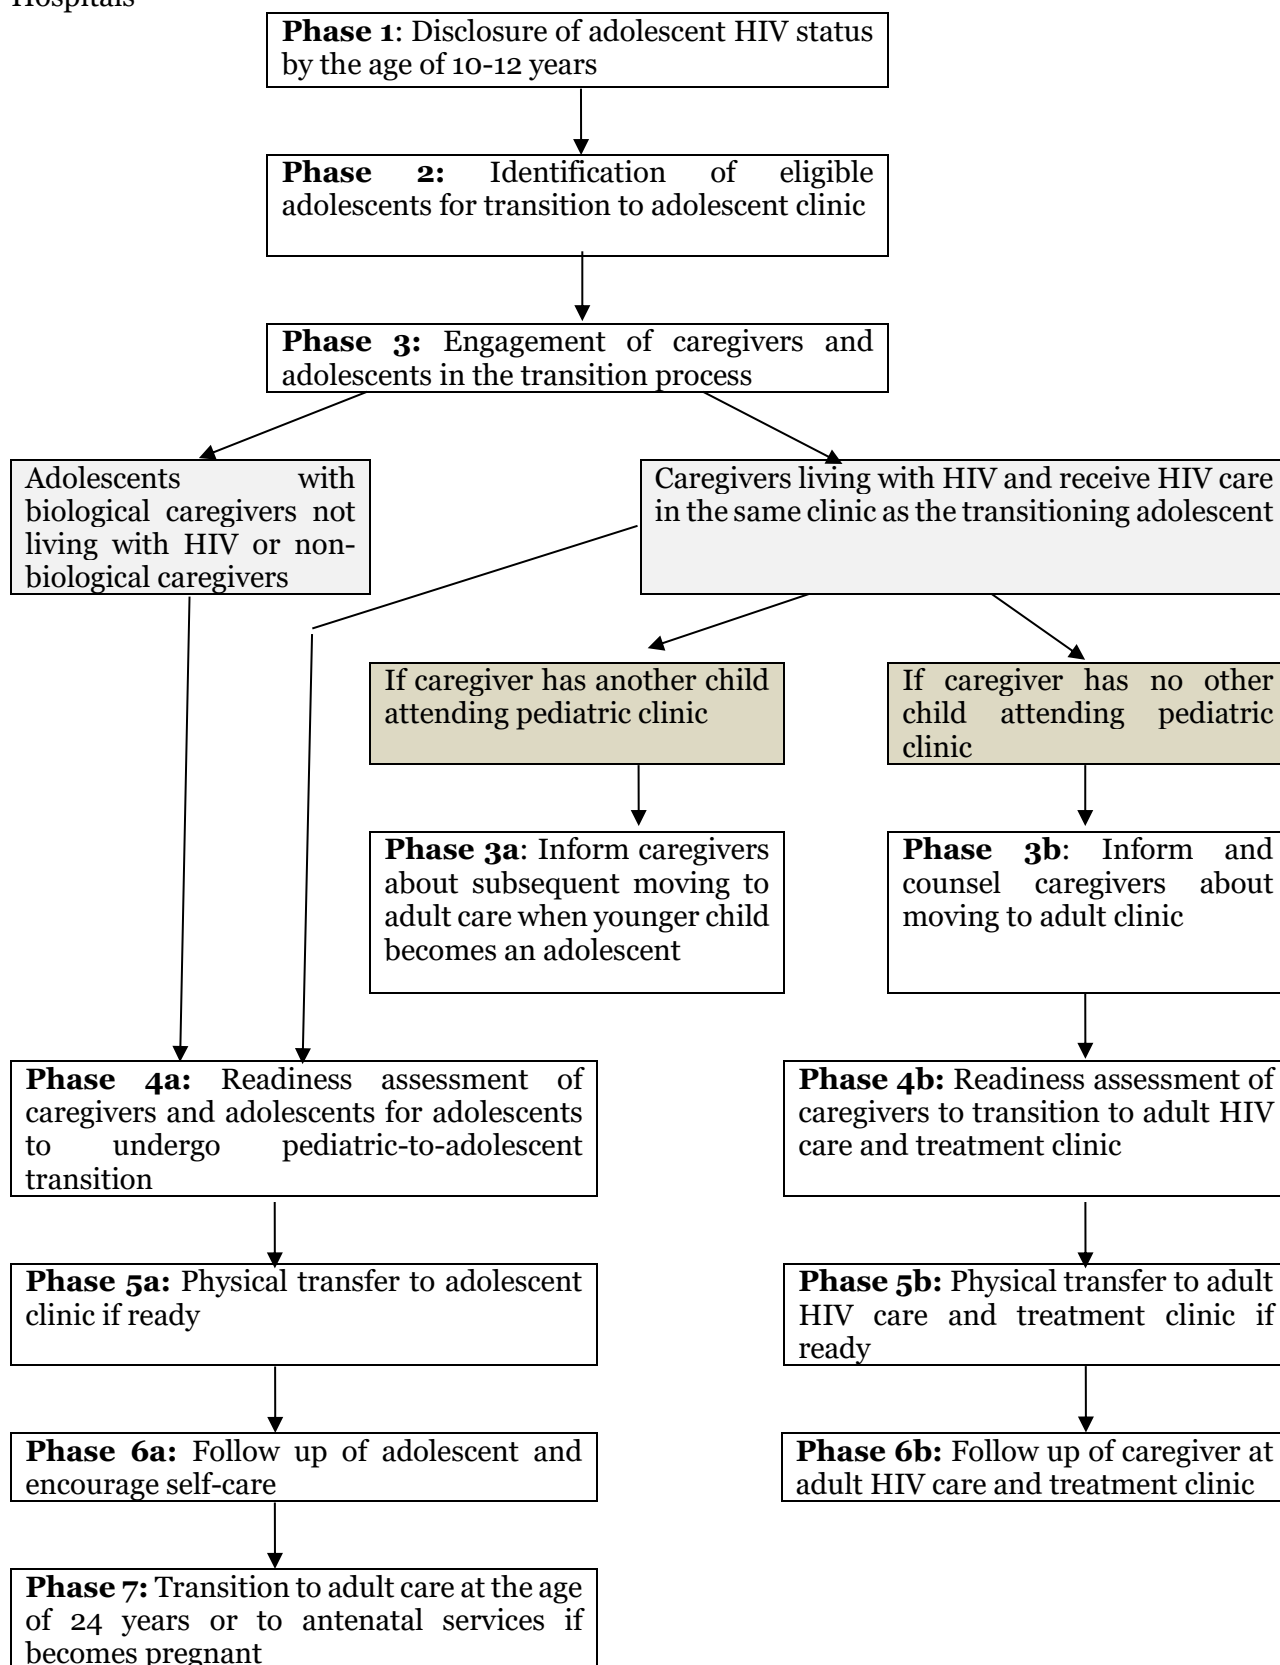 Hospitals
Phase 1: Disclosure of adolescent HIV status
by the age of 10-12 years
Phase 2: Identification of eligible
adolescents for transition to adolescent clinic
Phase 3: Engagement of caregivers and
adolescents in the transition process
Adolescents with
biological caregivers not
living with HIV or non-
biological caregivers
Caregivers living with HIV and receive HIV care
in the same clinic as the transitioning adolescent
If caregiver has another child
attending pediatric clinic
If caregiver has no other
child attending pediatric
clinic
Phase 3a: Inform caregivers
about subsequent moving to
adult care when younger child
becomes an adolescent
Phase 3b: Inform and
counsel caregivers about
moving to adult clinic
Phase 4a: Readiness assessment of
caregivers and adolescents for adolescents
to undergo pediatric-to-adolescent
transition
Phase 4b: Readiness assessment of
caregivers to transition to adult HIV
care and treatment clinic
Phase 5a: Physical transfer to adolescent
clinic if ready
Phase 5b: Physical transfer to adult
HIV care and treatment clinic if
ready
Phase 6a: Follow up of adolescent and
encourage self-care
Phase 6b: Follow up of caregiver at
adult HIV care and treatment clinic
Phase 7: Transition to adult care at the age
of 24 years or to antenatal services if
becomes pregnant